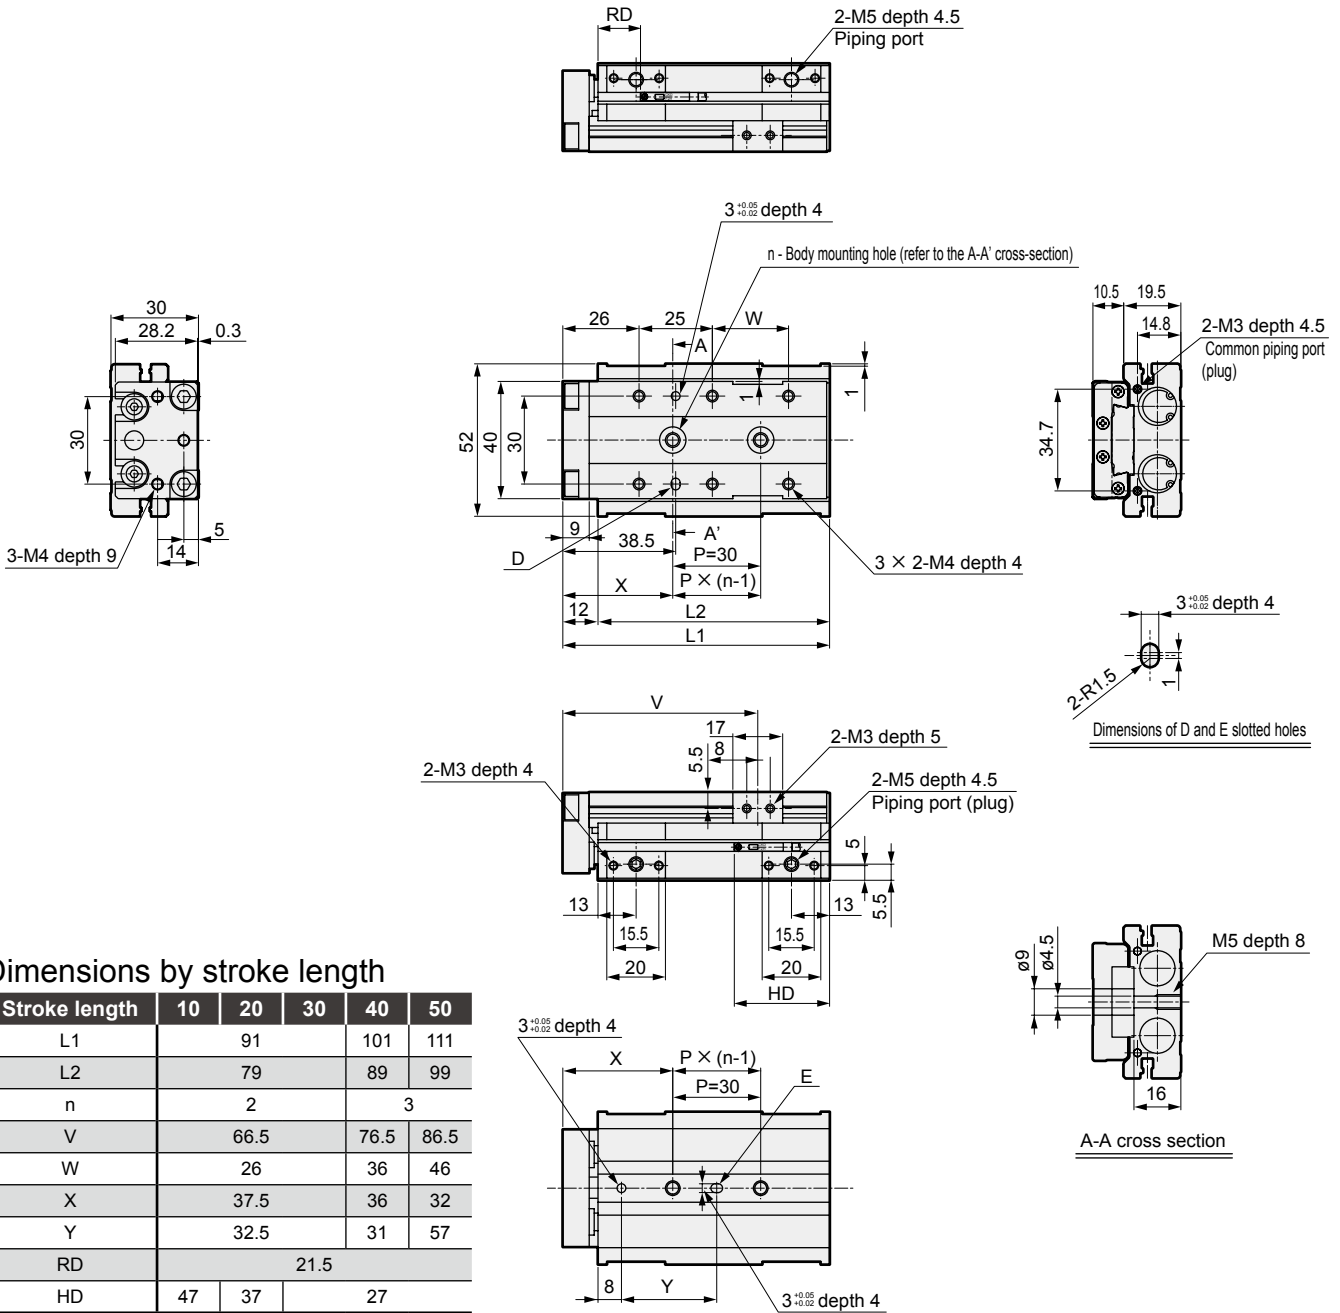 RD
2-M5 depth 4.5
Piping port
3 +0.05 +0.02 depth 4
n - Body mounting hole (refer to the A-A' cross-section)
30
28.2
0.3
30
5
14
3-M4 depth 9
26
25
W
A
1
1
52
40
30
9
38.5
A'
D
P=30
X
P × (n-1)
12
L2
L1
3 × 2-M4 depth 4
10.5
19.5
14.8
2-M3 depth 4.5
Common piping port
(plug)
34.7
3 +0.05 +0.02 depth 4
2-R1.5
1
Dimensions of D and E slotted holes
V
17
8
5.5
2-M3 depth 5
2-M3 depth 4
2-M5 depth 4.5
Piping port (plug)
5
5.5
13
13
15.5
15.5
20
20
HD
ø9
ø4.5
M5 depth 8
16
A-A cross section
3 +0.05 +0.02 depth 4
X
P × (n-1)
P=30
E
8
Y
3 +0.05 +0.02 depth 4
Dimensions by stroke length
Stroke length 10 20 30 40 50
L1 91 101 111
L2 79 89 99
n 2 3
V 66.5 76.5 86.5
W 26 36 46
X 37.5 36 32
Y 32.5 31 57
RD 21.5
HD 47 37 27